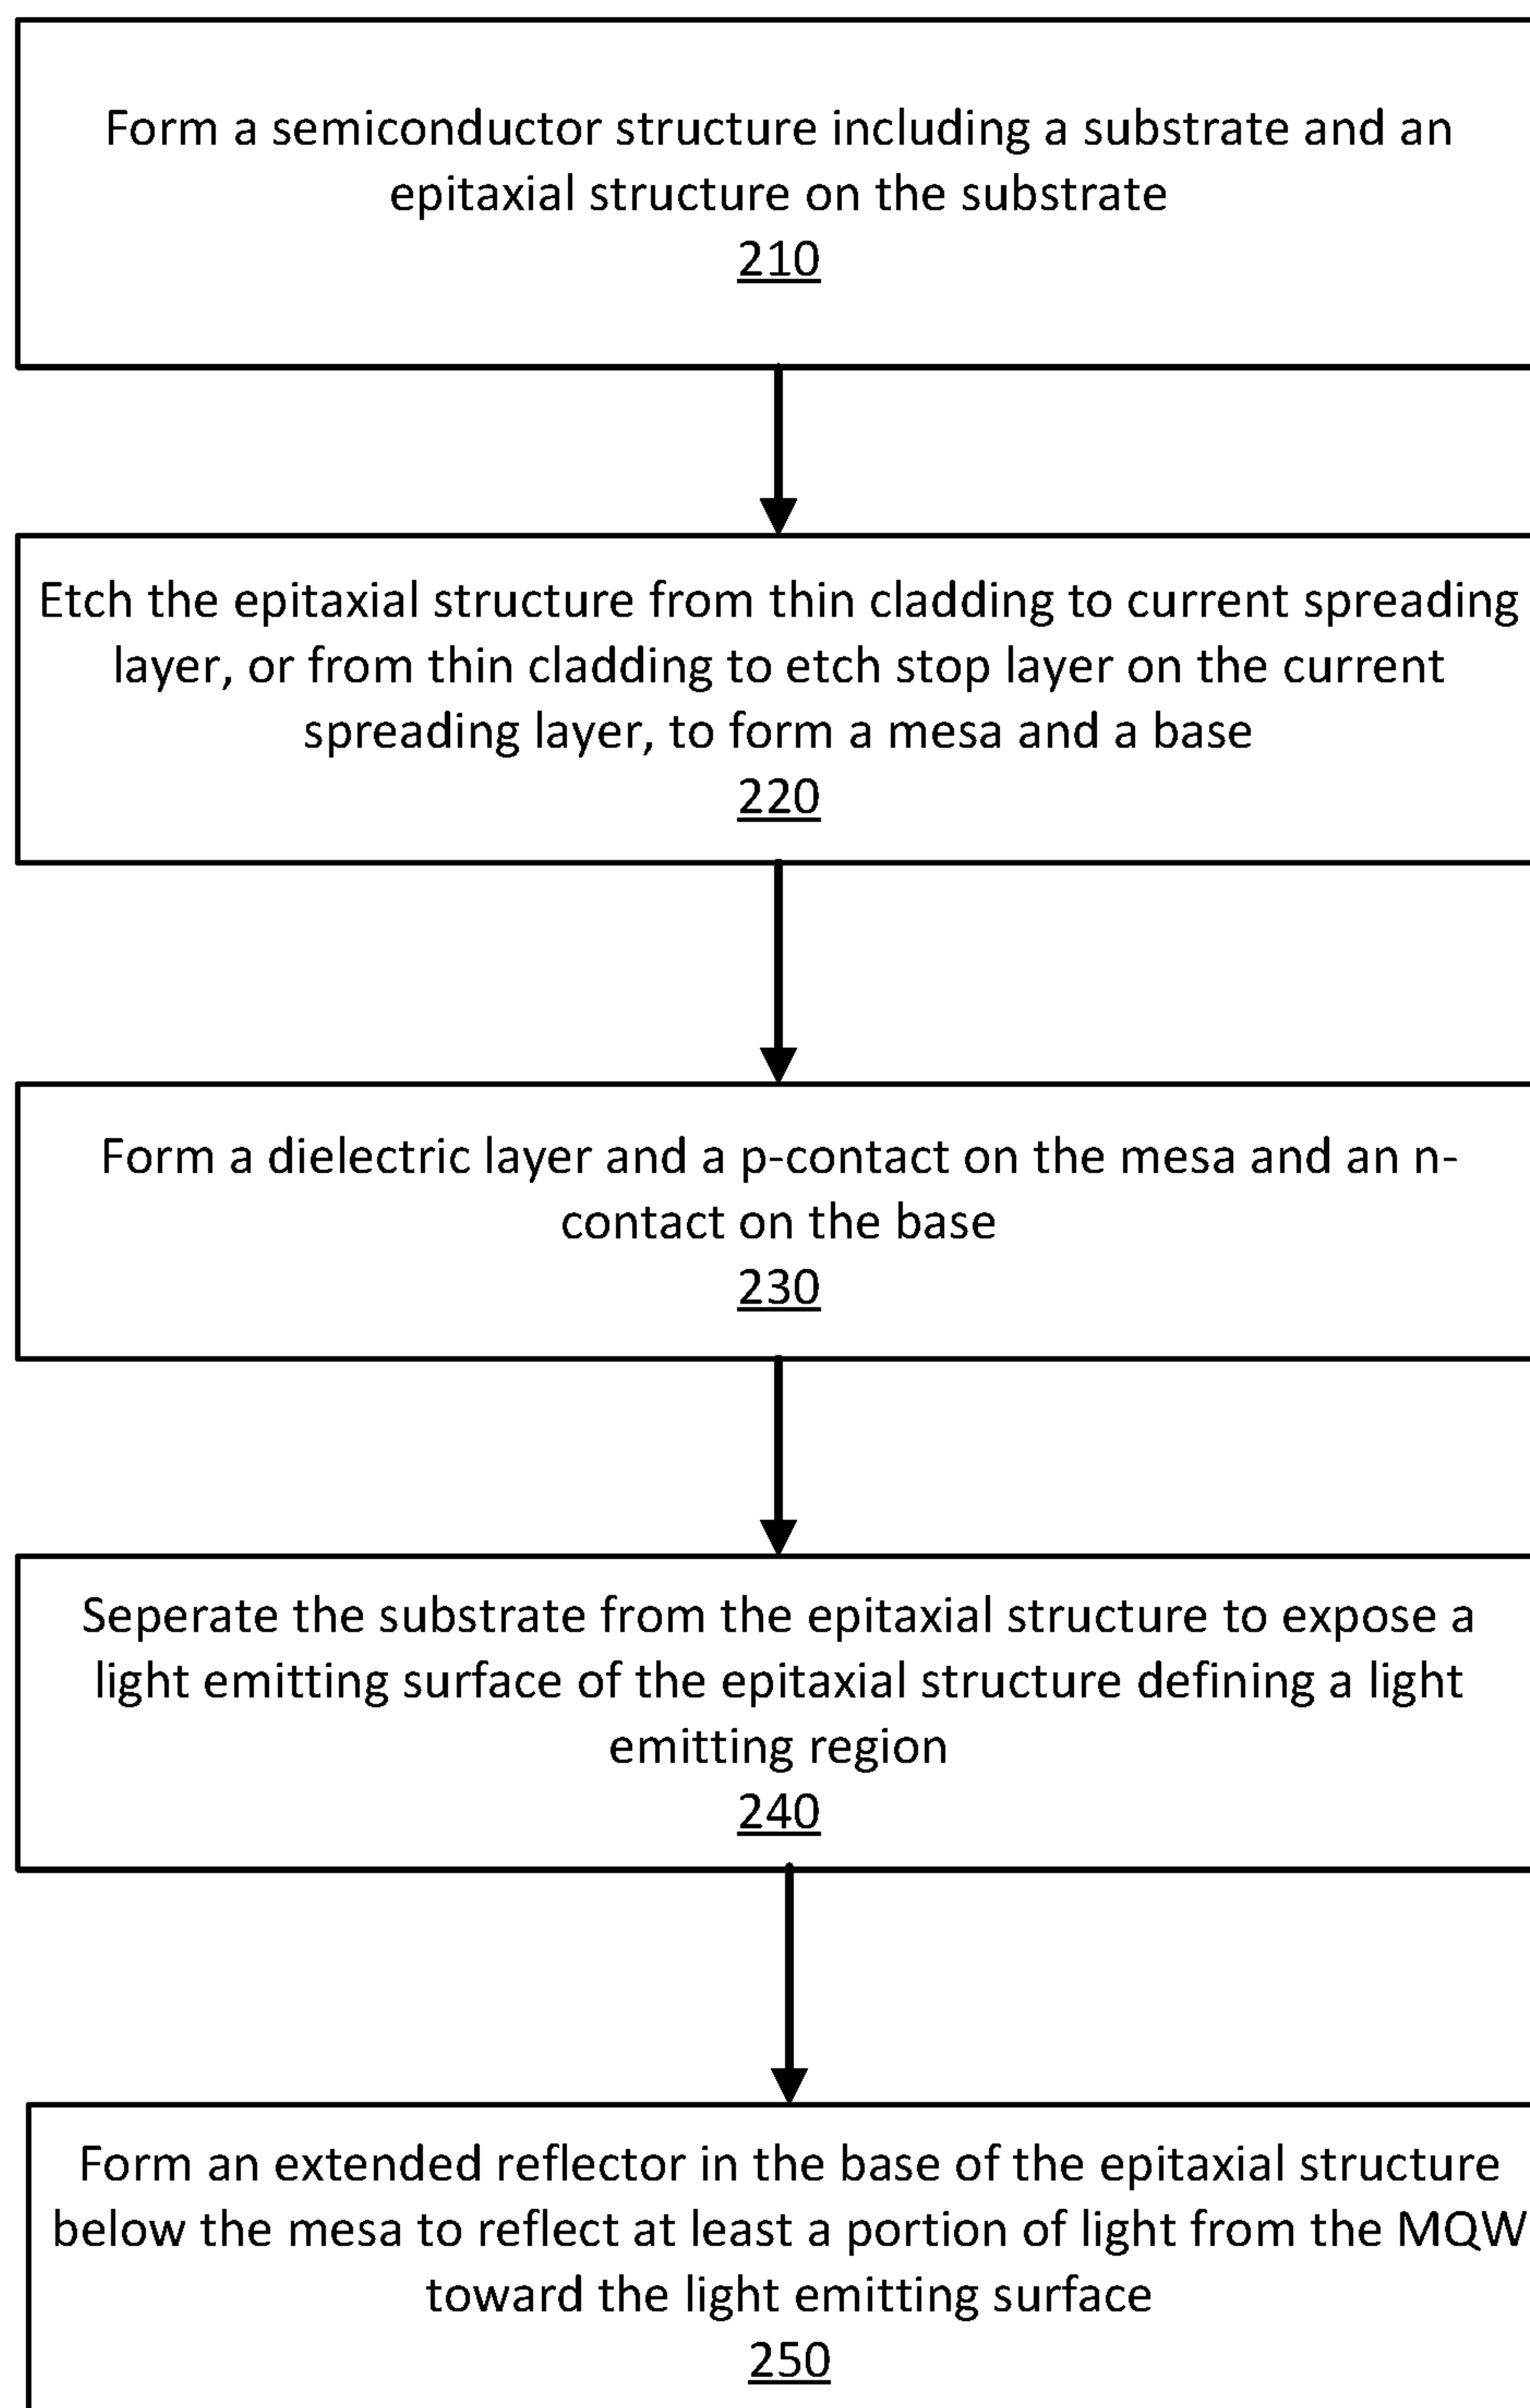 Form a semiconductor structure including a substrate and an
epitaxial structure on the substrate
210
Etch the epitaxial structure from thin cladding to current spreading
layer, or from thin cladding to etch stop layer on the current
spreading layer, to form a mesa and a base
220
Form a dielectric layer and a p-contact on the mesa and an n-
contact on the base
230
Seperate the substrate from the epitaxial structure to expose a
light emitting surface of the epitaxial structure defining a light
emitting region
240
Form an extended reflector in the base of the epitaxial structure
below the mesa to reflect at least a portion of light from the MQW
toward the light emitting surface
250